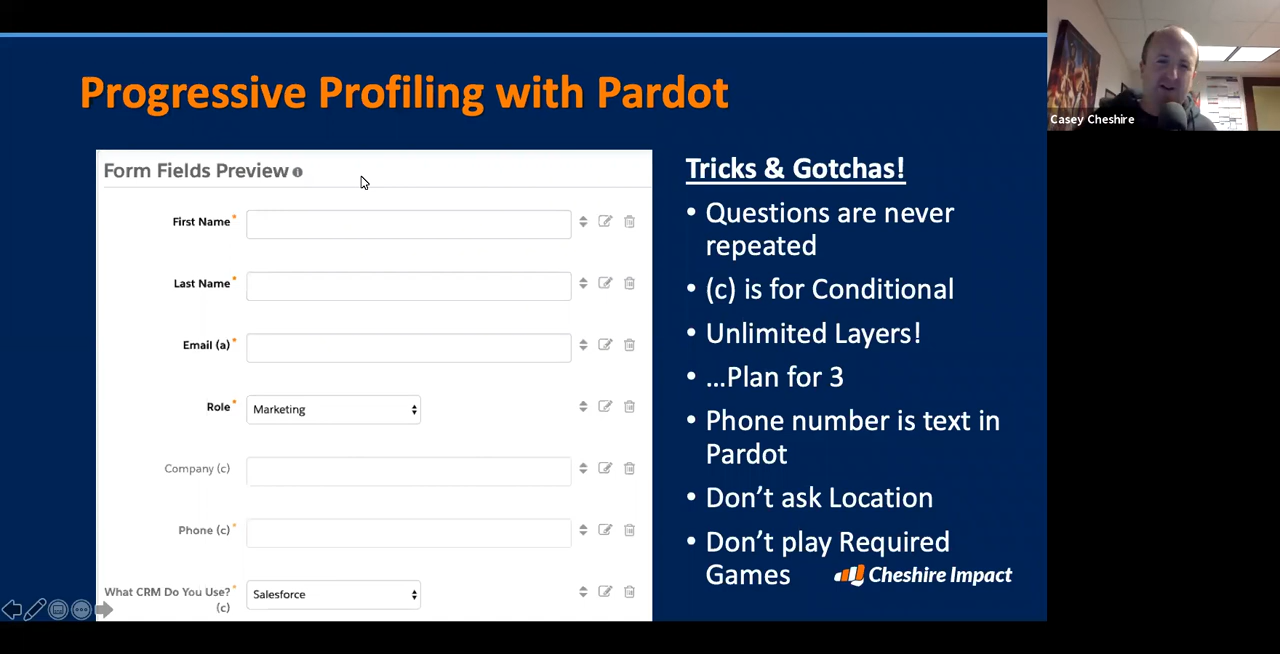 Progressive Profiling with Pardot
Casey Cheshire
Form Fields Preview
First Name*
Last Name*
Email (a)*
Role*
Marketing
Company (c)
Phone (c)*
What CRM Do You Use?*
(c)
Salesforce
Tricks & Gotchas!
• Questions are never
repeated
• (c) is for Conditional
• Unlimited Layers!
• …Plan for 3
• Phone number is text in
Pardot
• Don’t ask Location
• Don’t play Required
Games
Cheshire Impact